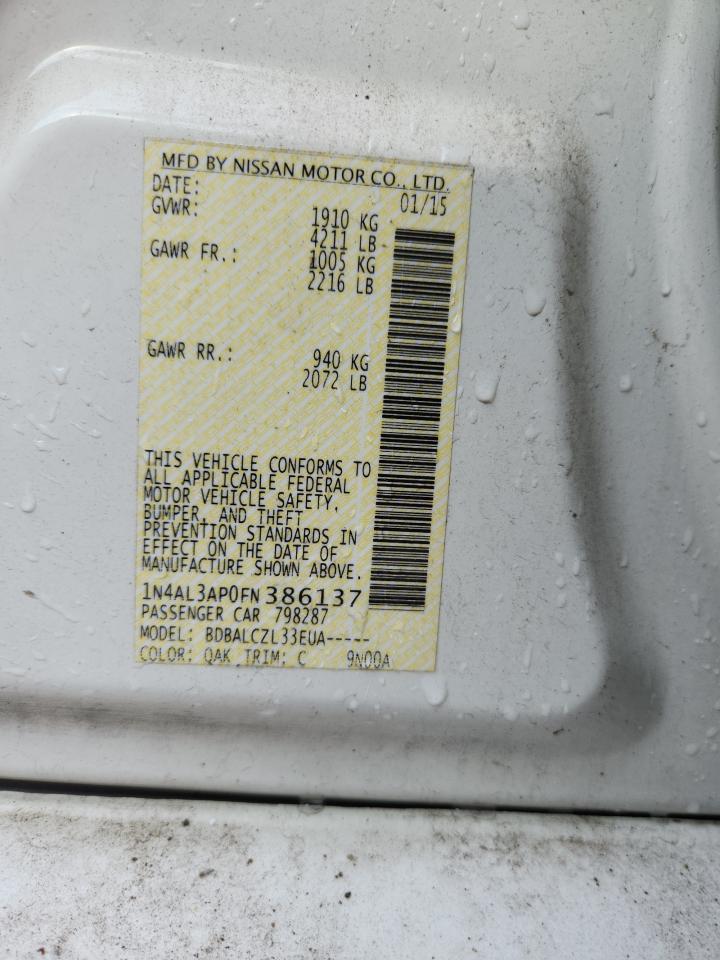 MFD BY NISSAN MOTOR CO., LTD.
DATE: 01/15
GVWR: 1910 KG
4211 LB
GAWR FR.: 1005 KG
2216 LB
GAWR RR.: 940 KG
2072 LB
THIS VEHICLE CONFORMS TO
ALL APPLICABLE FEDERAL
MOTOR VEHICLE SAFETY,
BUMPER, AND THEFT
PREVENTION STANDARDS IN
EFFECT ON THE DATE OF
MANUFACTURE SHOWN ABOVE.
1N4AL3AP0FN386137
PASSENGER CAR 798287
MODEL: BDBALCZL33EUA-----
COLOR: QAK TRIM: C 9N00A